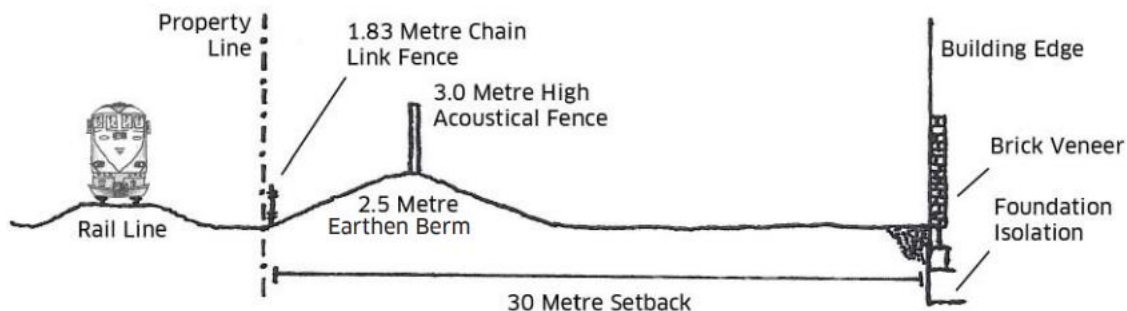 Property
Line
1.83 Metre Chain
Link Fence
3.0 Metre High
Acoustical Fence
Building Edge
Brick Veneer
Foundation
Isolation
Rail Line
2.5 Metre
Earthen Berm
30 Metre Setback